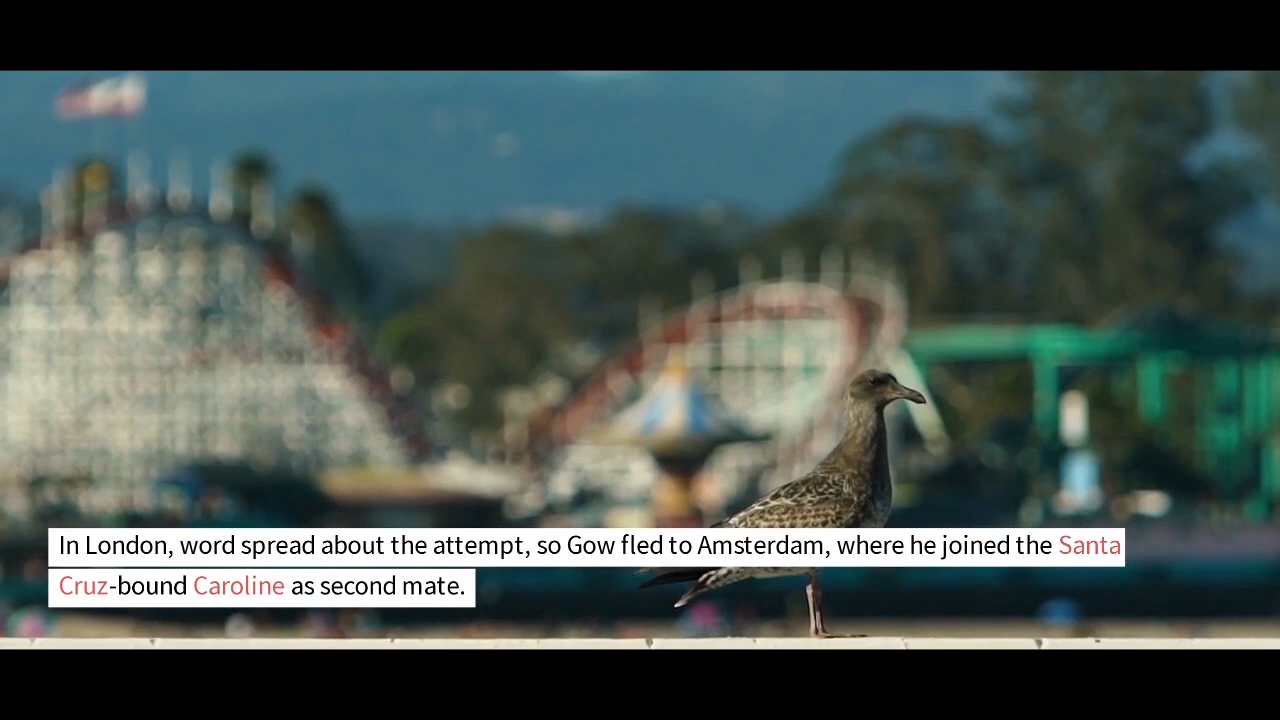 In London, word spread about the attempt, so Gow fled to Amsterdam, where he joined the Santa
Cruz-bound Caroline as second mate.